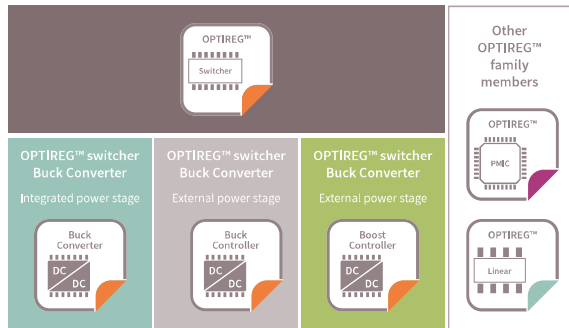 OPTIREG™
Switcher
Other
OPTIREG™
family
members
OPTIREG™
PMIC
OPTIREG™
Linear
OPTIREG™ switcher
Buck Converter
Integrated power stage
Buck
Converter
DC
DC
OPTIREG™ switcher
Buck Converter
External power stage
Buck
Controller
DC
DC
OPTIREG™ switcher
Buck Converter
External power stage
Boost
Controller
DC
DC